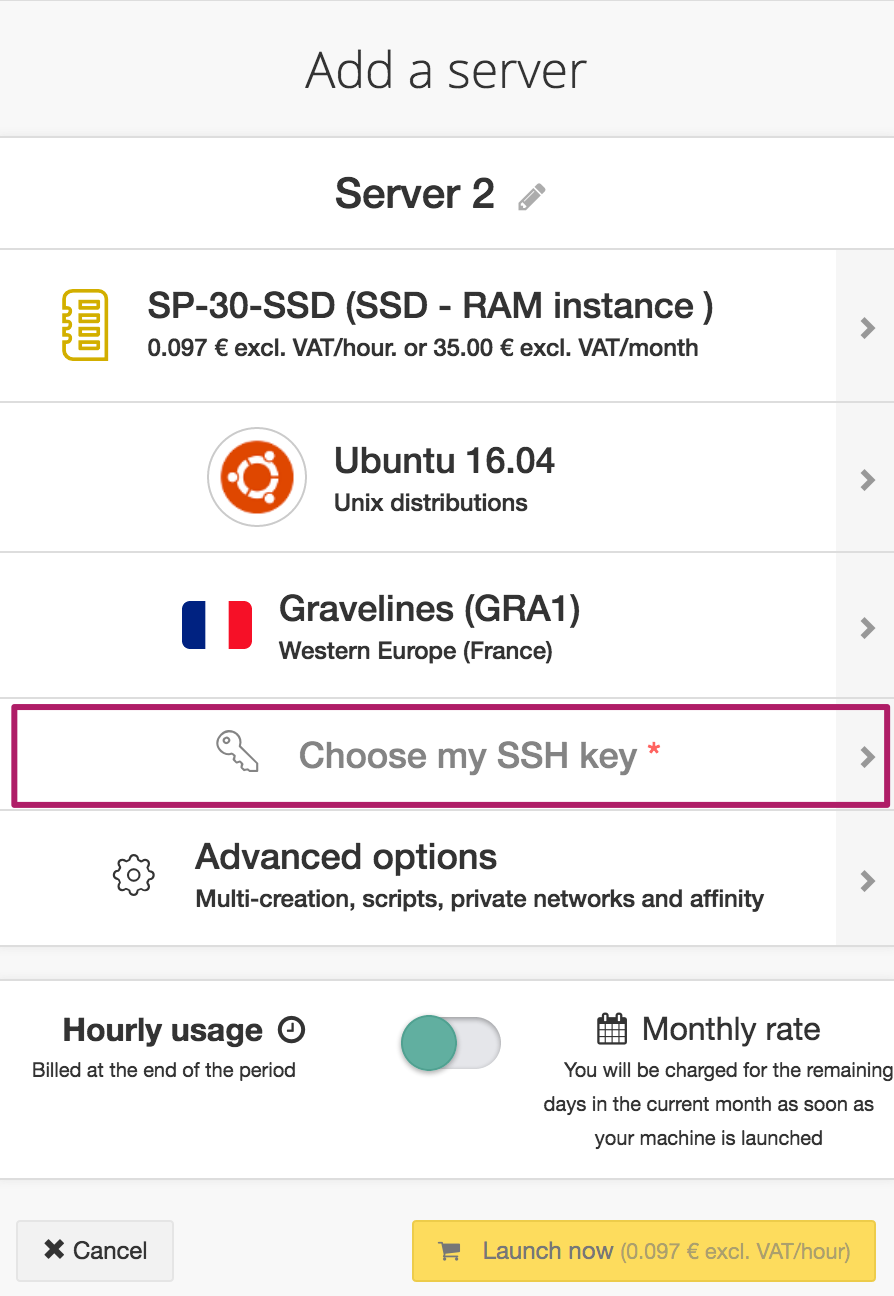 Add a server
Server 2
SP-30-SSD (SSD - RAM instance )
0.097 € excl. VAT/hour. or 35.00 € excl. VAT/month
Ubuntu 16.04
Unix distributions
Gravelines (GRA1)
Western Europe (France)
Choose my SSH key *
Advanced options
Multi-creation, scripts, private networks and affinity
Hourly usage
Billed at the end of the period
Monthly rate
You will be charged for the remaining
days in the current month as soon as
your machine is launched
Cancel
Launch now (0.097 € excl. VAT/hour)